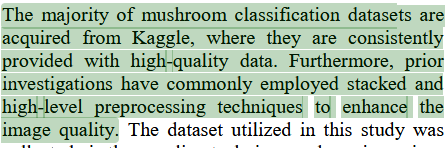 The majority of mushroom classification datasets are
acquired from Kaggle, where they are consistently
provided with high-quality data. Furthermore, prior
investigations have commonly employed stacked and
high-level preprocessing techniques to enhance the
image quality. The dataset utilized in this study was